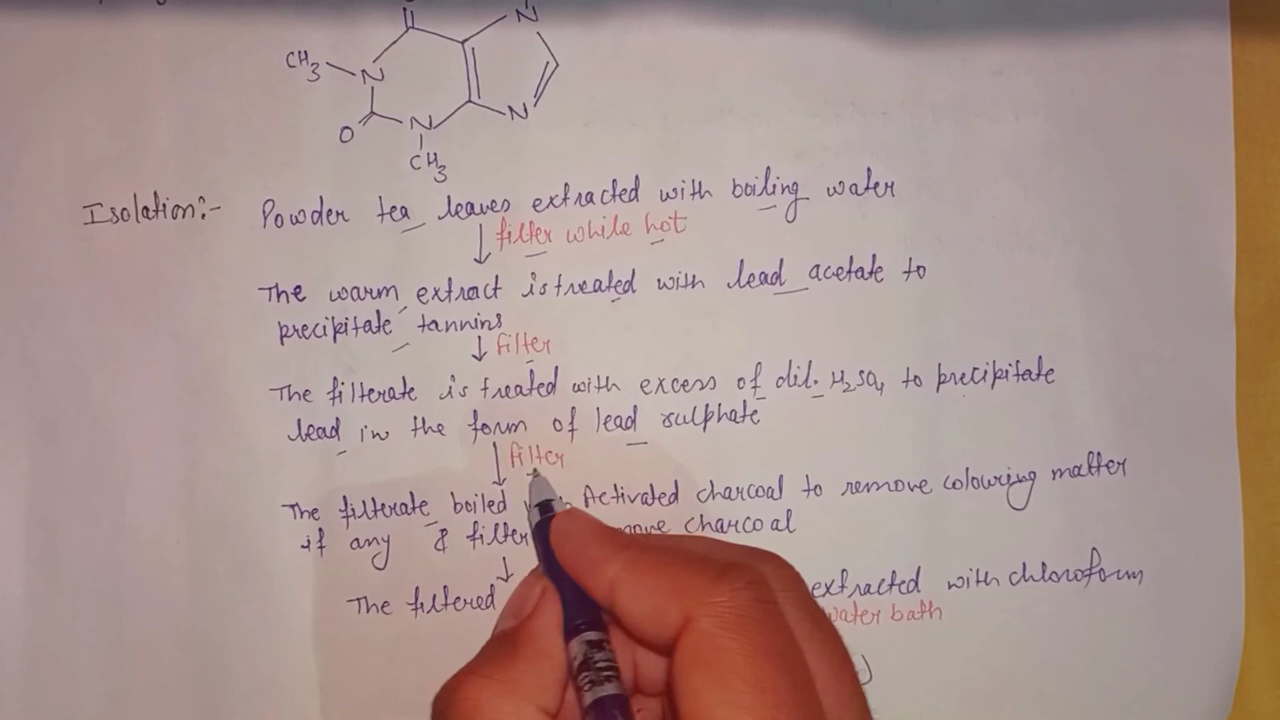 N
CH3 N
O N N
CH3
Isolation:- Powder tea leaves extracted with boiling water
filter while hot
The warm extract is treated with lead acetate to
precipitate tannins
filter
The filterate is treated with excess of dil. H2SO4 to precipitate
lead in the form of lead sulphate
filter
The filterate boiled Activated charcoal to remove colouring matter
if any & filter charcoal
The filtered extracted with chloroform
water bath